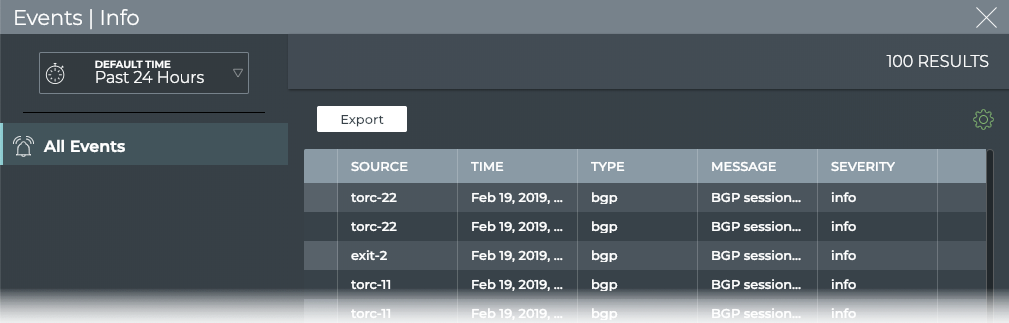 Events | Info
DEFAULT TIME
Past 24 Hours
100 RESULTS
Export
All Events
SOURCE TIME TYPE MESSAGE SEVERITY
torc-22 Feb 19, 2019, ... bgp BGP session... info
torc-22 Feb 19, 2019, ... bgp BGP session... info
exit-2 Feb 19, 2019, ... bgp BGP session... info
torc-11 Feb 19, 2019, ... bgp BGP session... info
torc-11 Feb 19, 2019, ... bgp BGP session... info